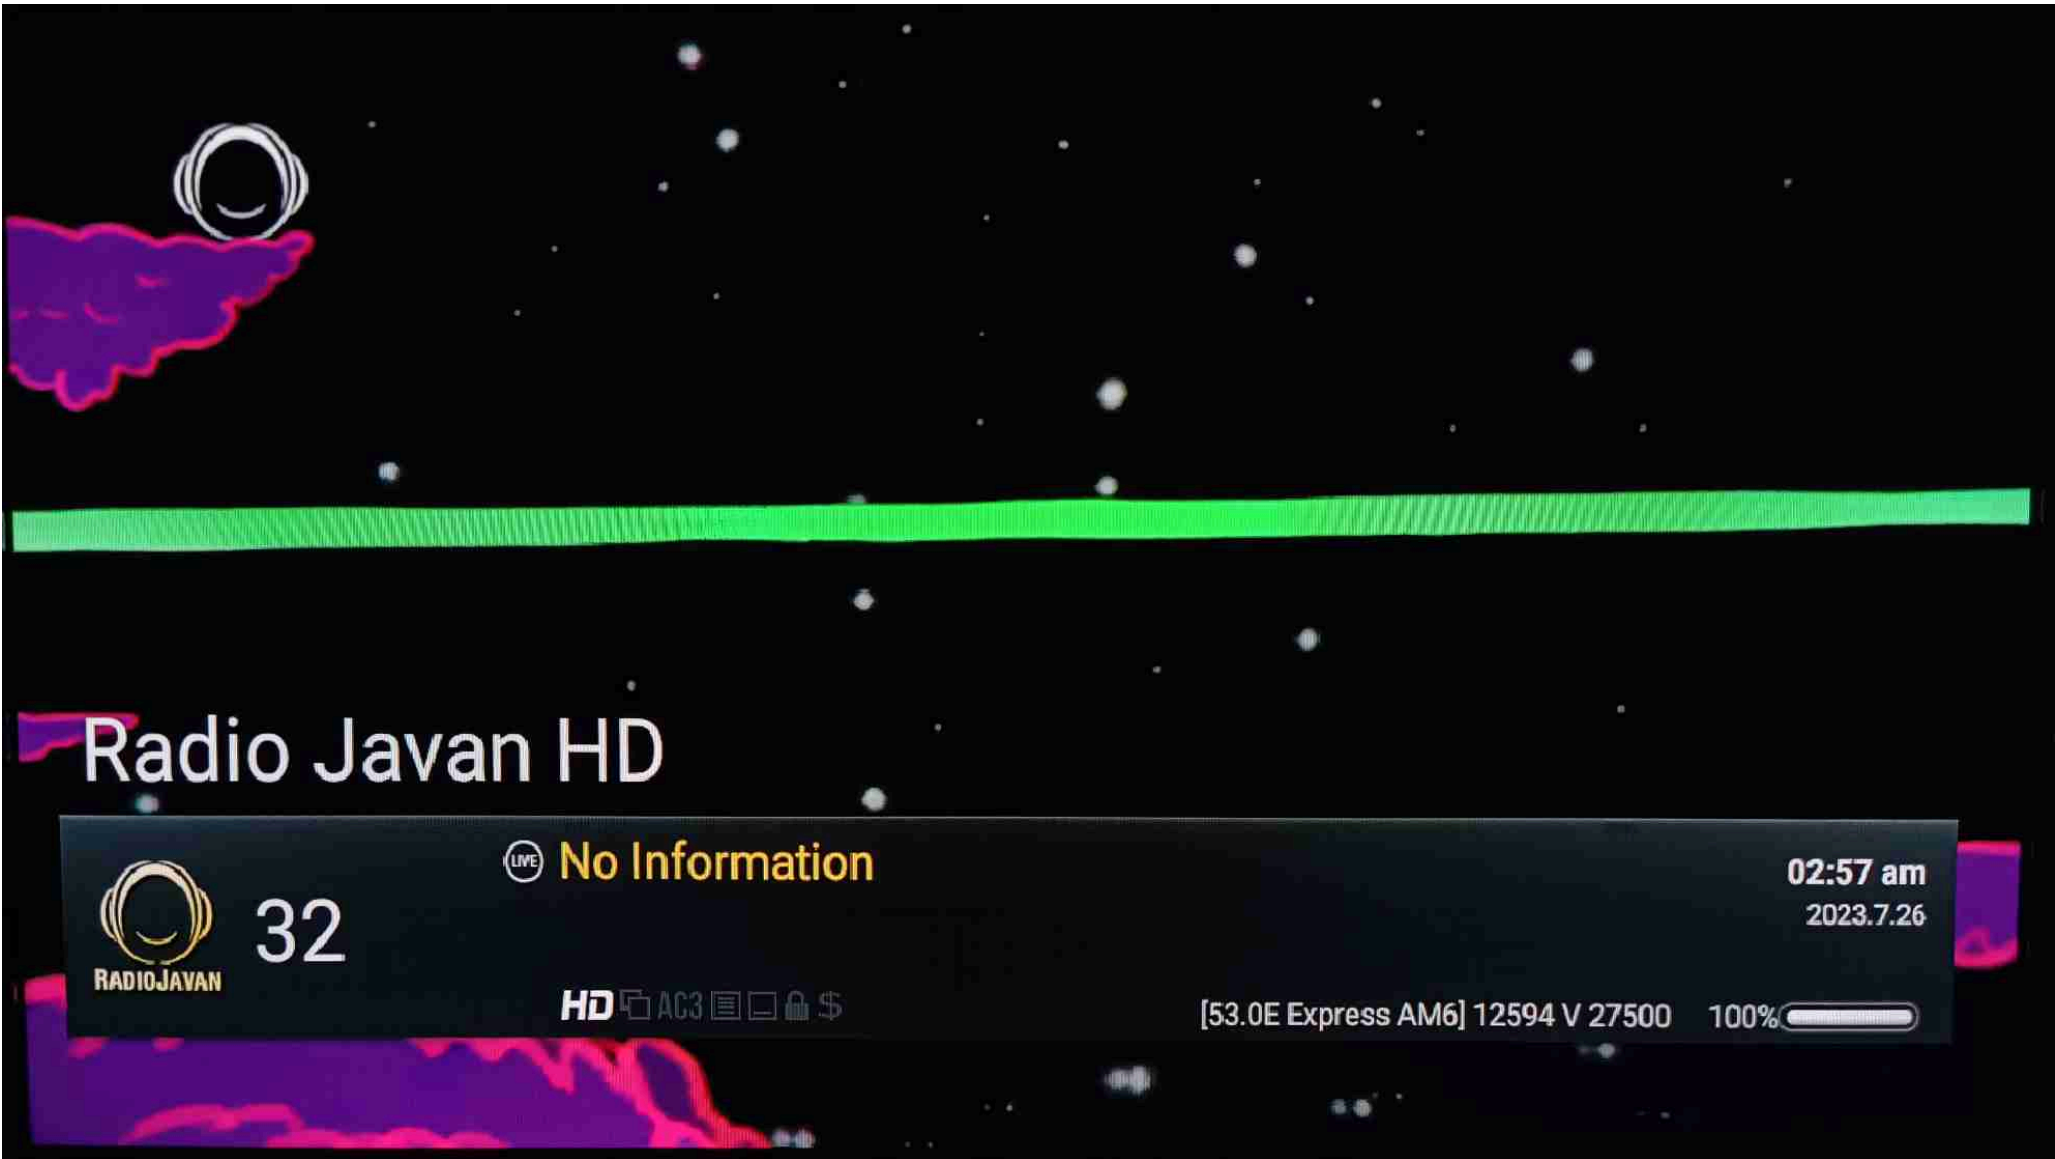 Radio Javan HD
LIVE No Information
02:57 am
2023.7.26
32
RADIOJAVAN
HD AC3 $
[53.0E Express AM6] 12594 V 27500 100%